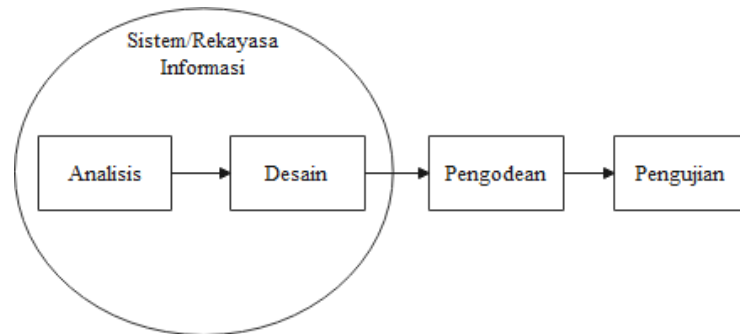 Sistem/Rekayasa
Informasi
Analisis
Desain
Pengodean
Pengujian